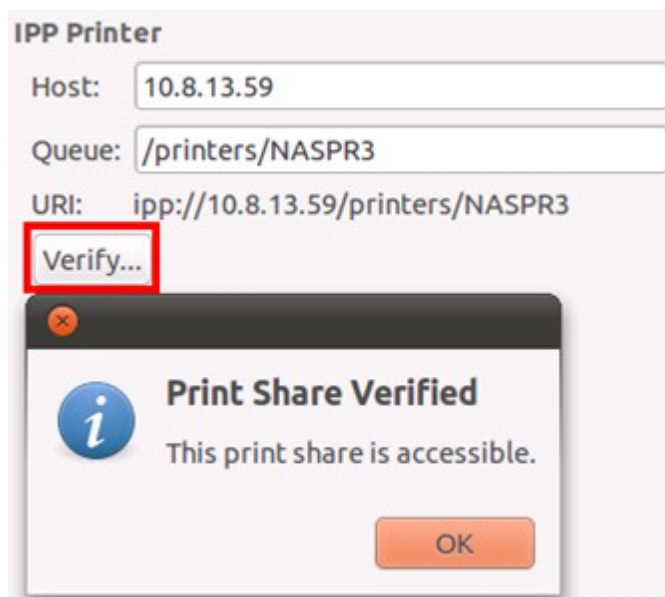 IPP Printer
Host: 10.8.13.59
Queue: /printers/NASPR3
URI: ipp://10.8.13.59/printers/NASPR3
Verify...
Print Share Verified
This print share is accessible.
OK